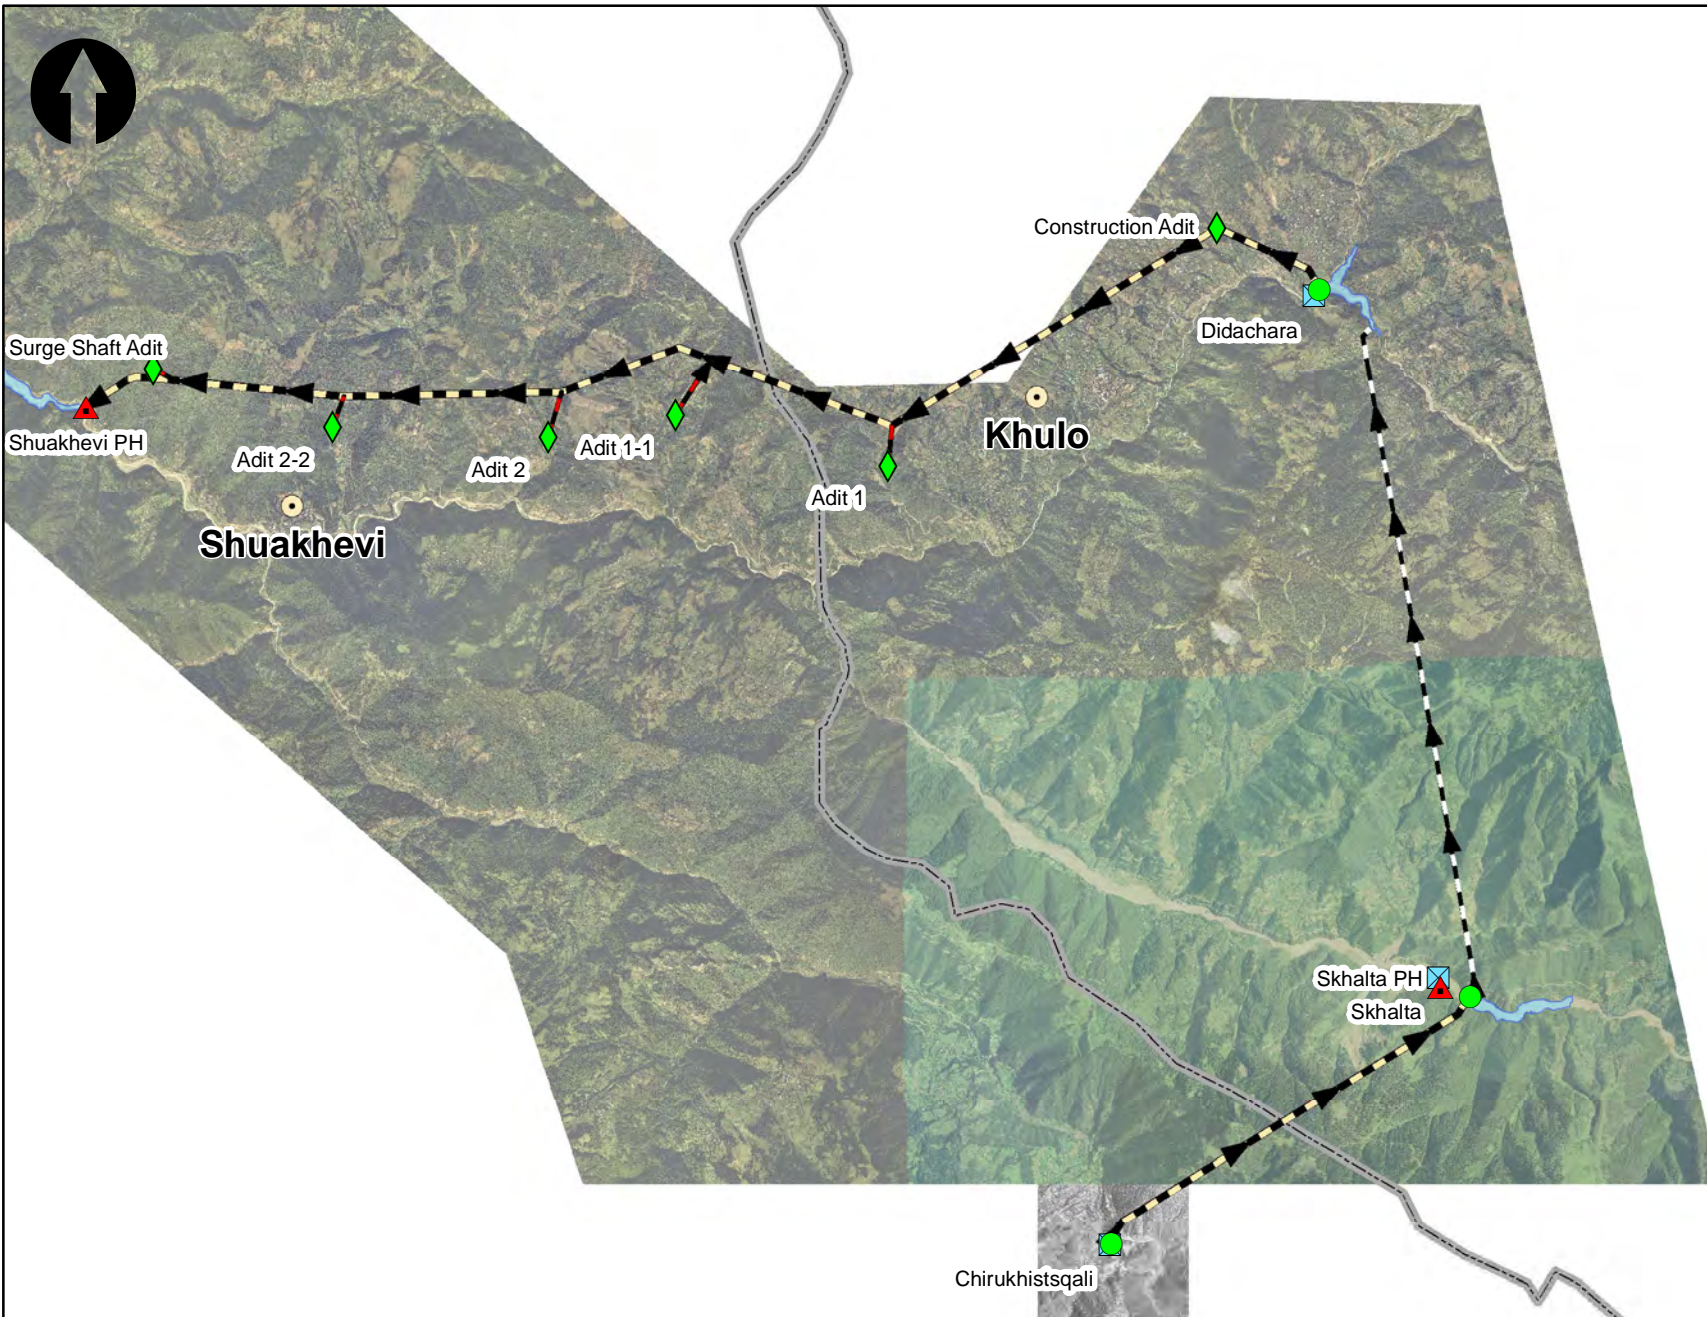 Construction Adit
Didachara
Surge Shaft Adit
Shuakhevi PH
Adit 2-2
Adit 2
Adit 1-1
Adit 1
Khulo
Shuakhevi
Skhalta PH
Skhalta
Chirukhistsqali